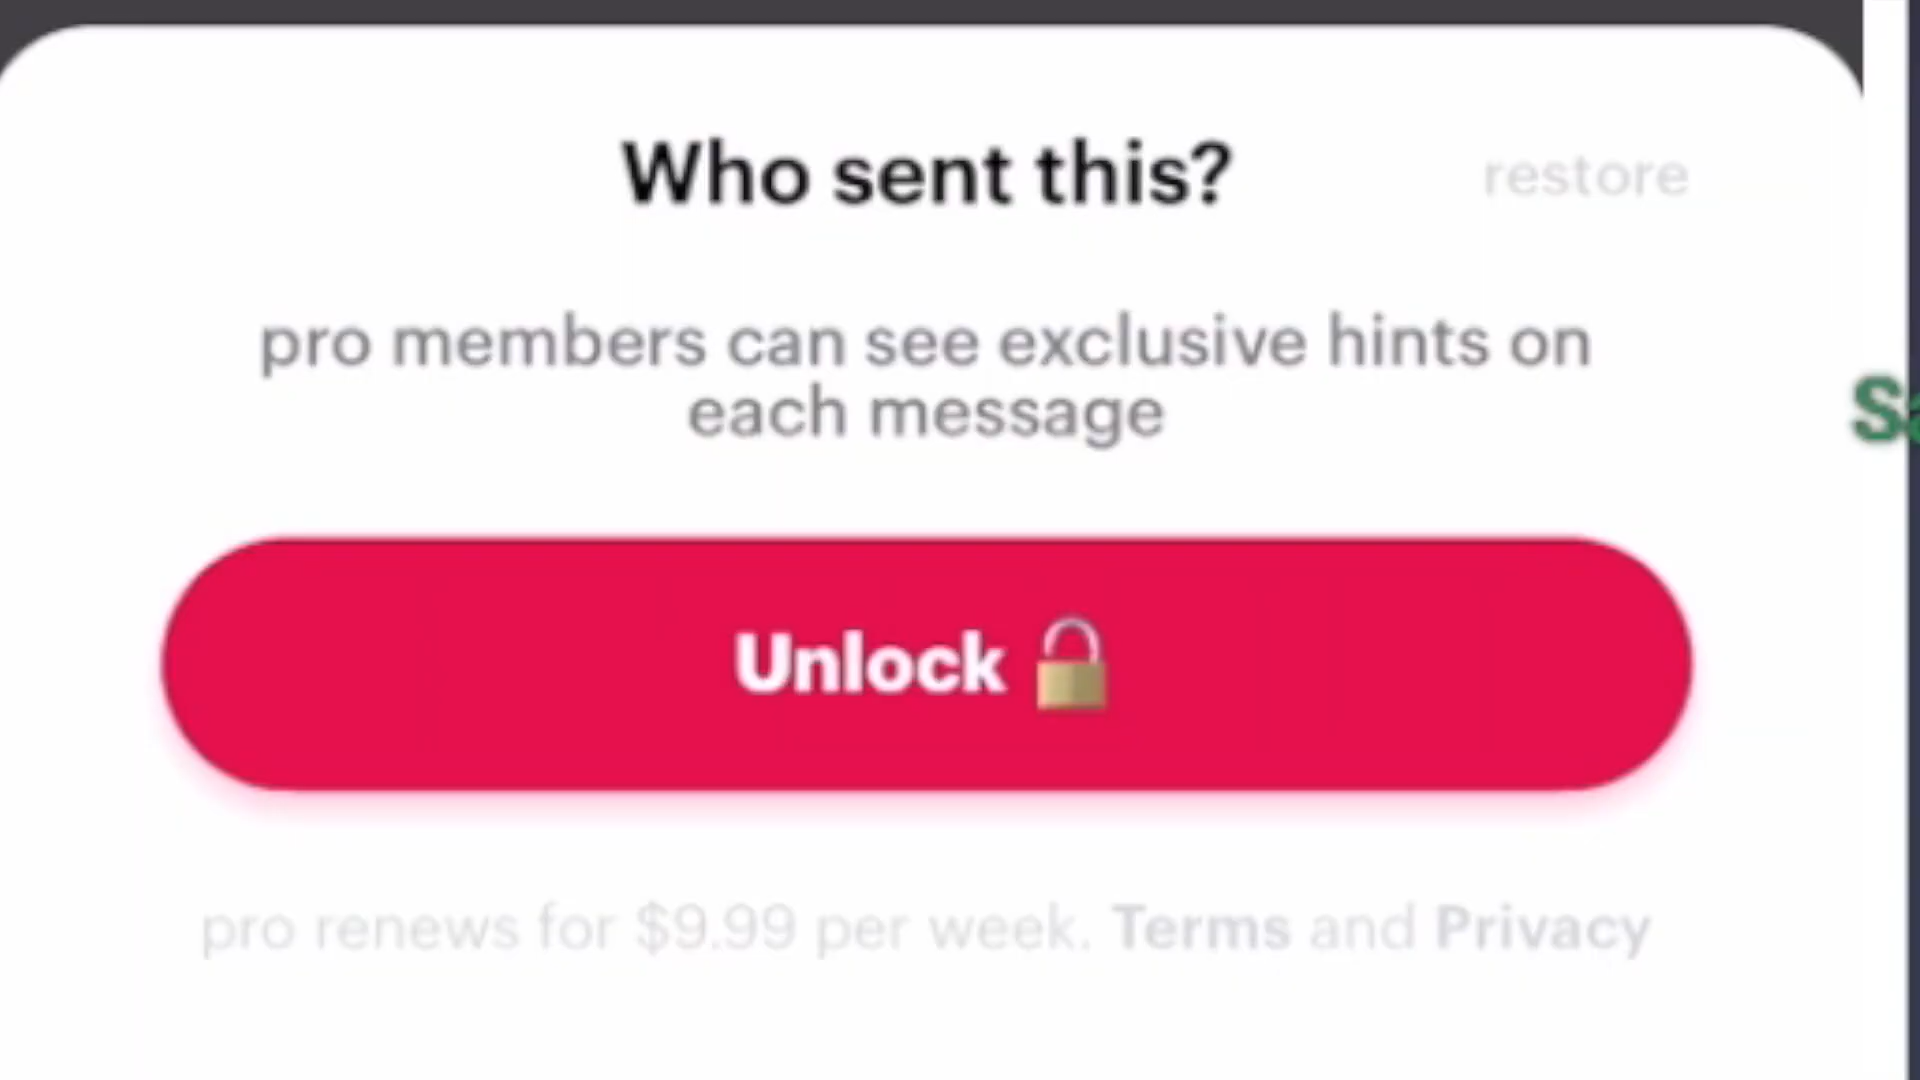 Who sent this?
restore
pro members can see exclusive hints on
each message
Unlock
pro renews for $9.99 per week. Terms and Privacy